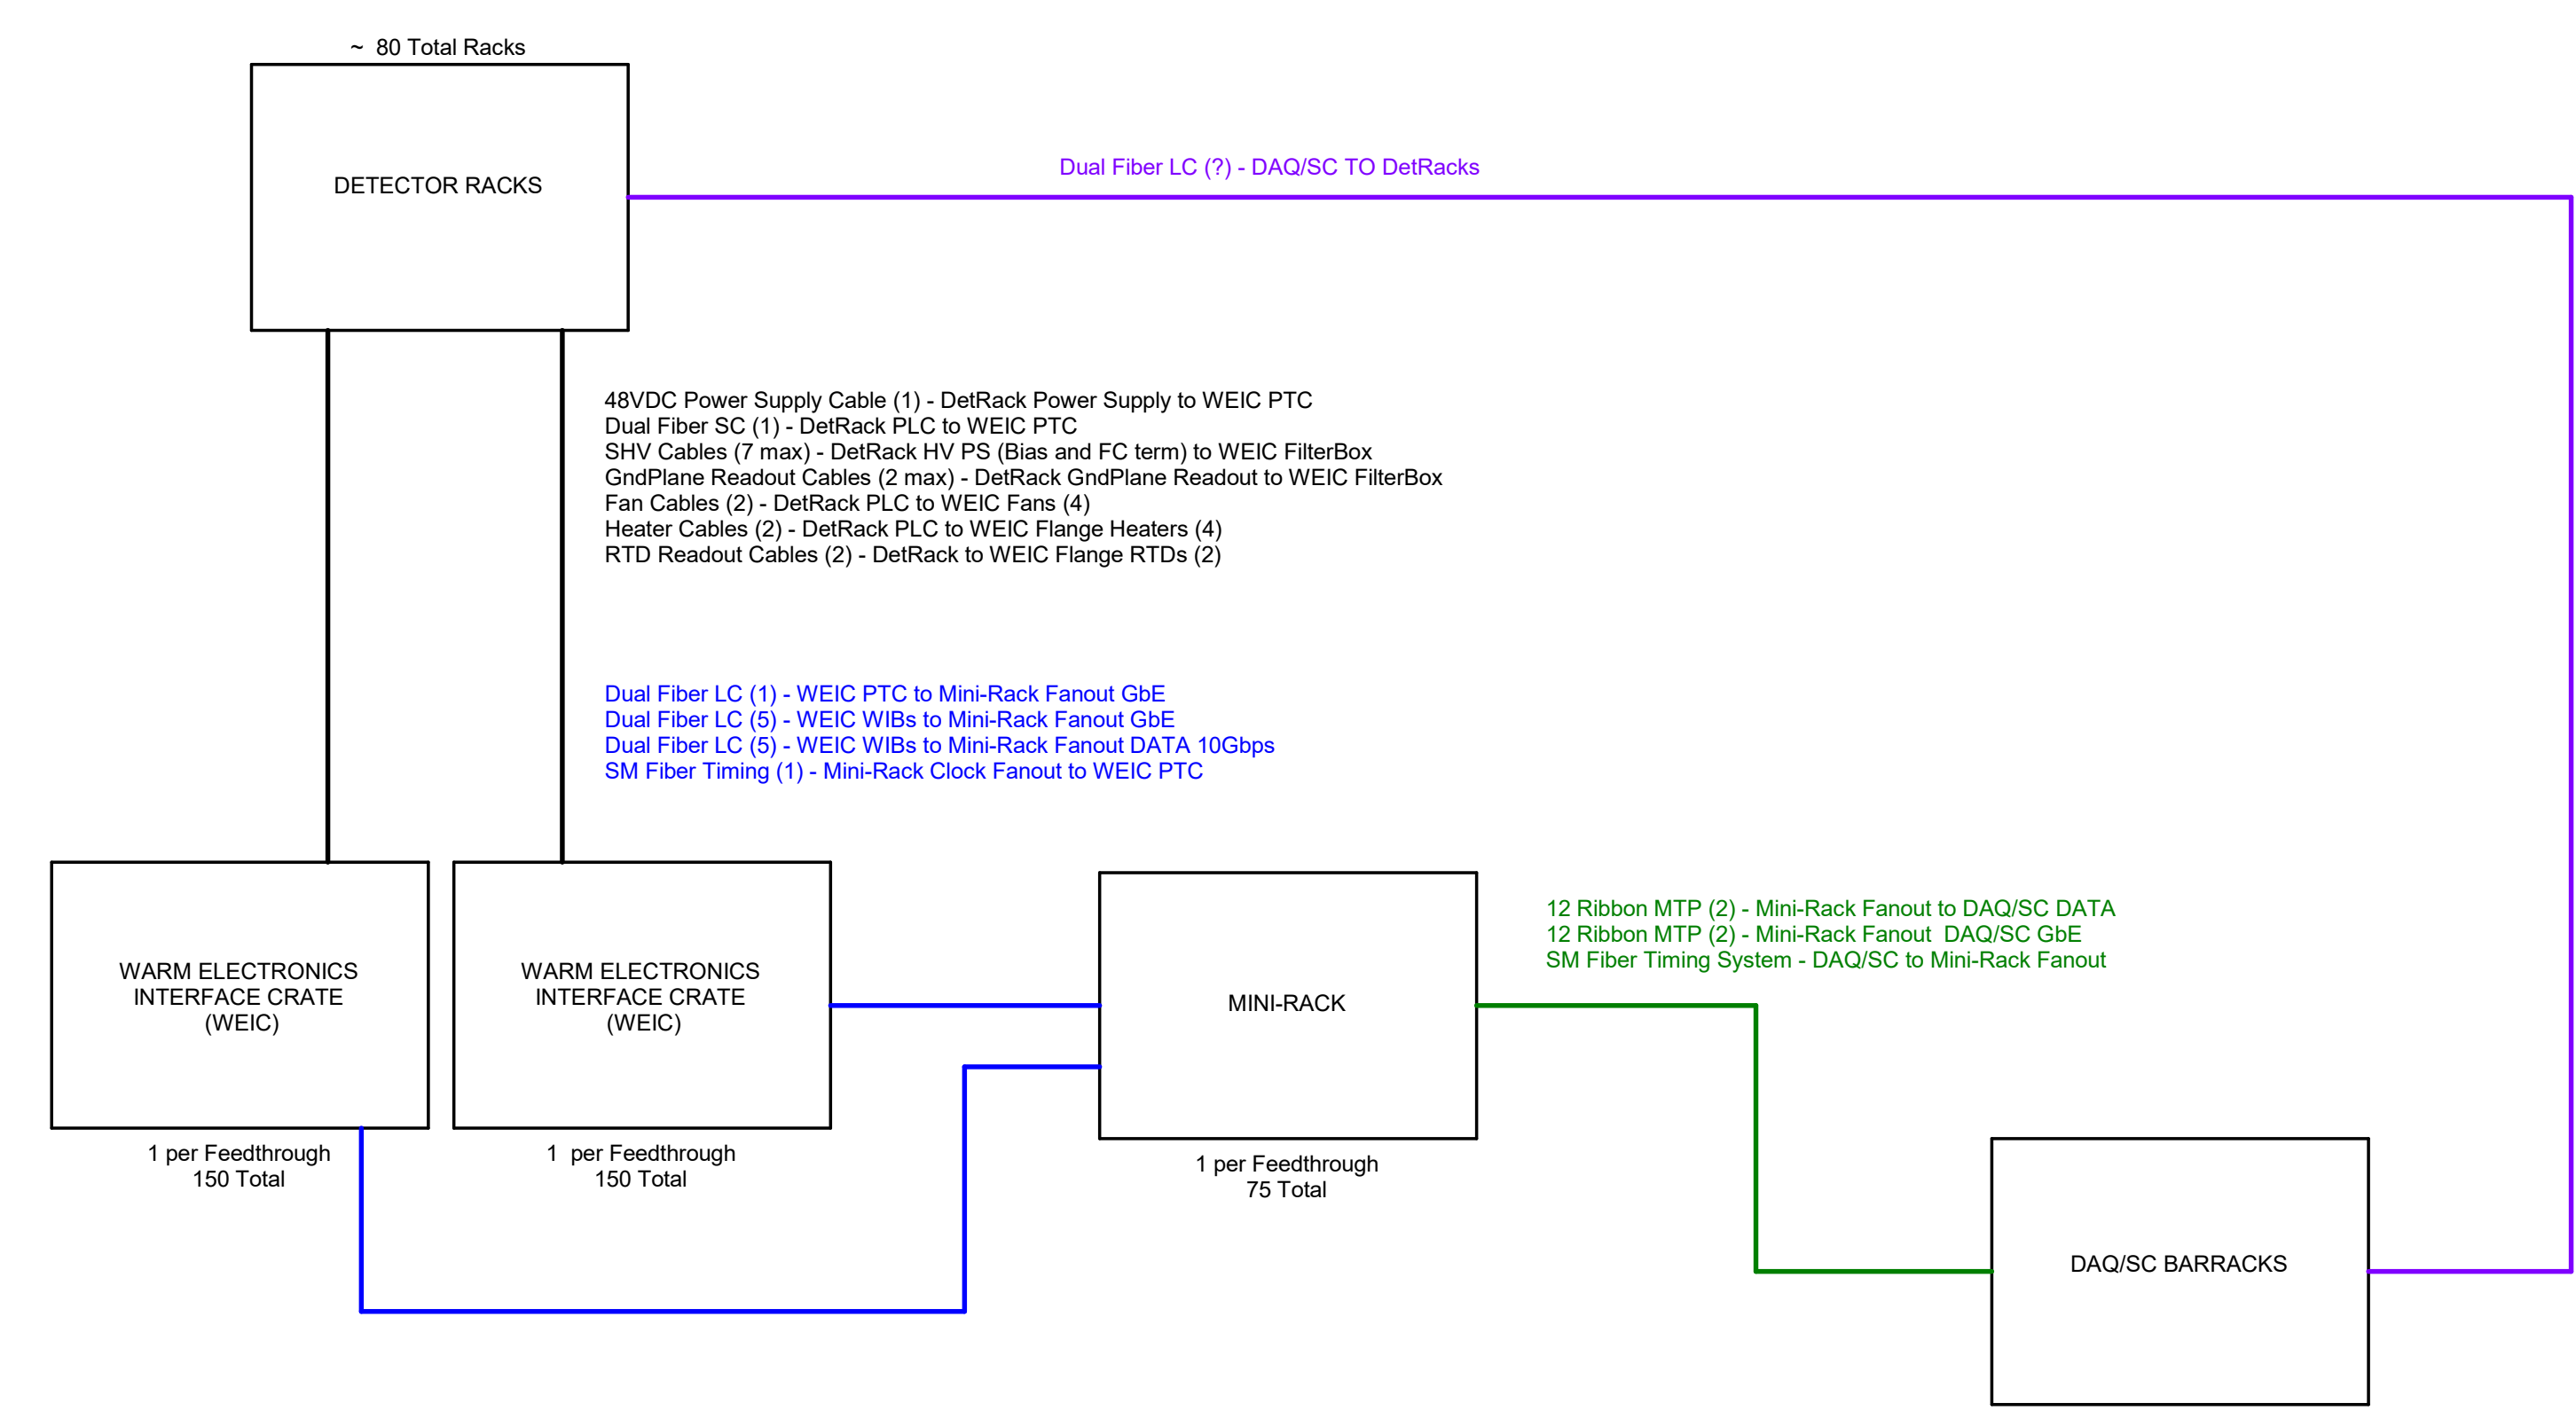 ~ 80 Total Racks
DETECTOR RACKS
Dual Fiber LC (?) - DAQ/SC TO DetRacks
48VDC Power Supply Cable (1) - DetRack Power Supply to WEIC PTC
Dual Fiber SC (1) - DetRack PLC to WEIC PTC
SHV Cables (7 max) - DetRack HV PS (Bias and FC term) to WEIC FilterBox
GndPlane Readout Cables (2 max) - DetRack GndPlane Readout to WEIC FilterBox
Fan Cables (2) - DetRack PLC to WEIC Fans (4)
Heater Cables (2) - DetRack PLC to WEIC Flange Heaters (4)
RTD Readout Cables (2) - DetRack to WEIC Flange RTDs (2)
Dual Fiber LC (1) - WEIC PTC to Mini-Rack Fanout GbE
Dual Fiber LC (5) - WEIC WIBs to Mini-Rack Fanout GbE
Dual Fiber LC (5) - WEIC WIBs to Mini-Rack Fanout DATA 10Gbps
SM Fiber Timing (1) - Mini-Rack Clock Fanout to WEIC PTC
WARM ELECTRONICS
INTERFACE CRATE
(WEIC)
1 per Feedthrough
150 Total
WARM ELECTRONICS
INTERFACE CRATE
(WEIC)
1 per Feedthrough
150 Total
MINI-RACK
1 per Feedthrough
75 Total
12 Ribbon MTP (2) - Mini-Rack Fanout to DAQ/SC DATA
12 Ribbon MTP (2) - Mini-Rack Fanout DAQ/SC GbE
SM Fiber Timing System - DAQ/SC to Mini-Rack Fanout
DAQ/SC BARRACKS